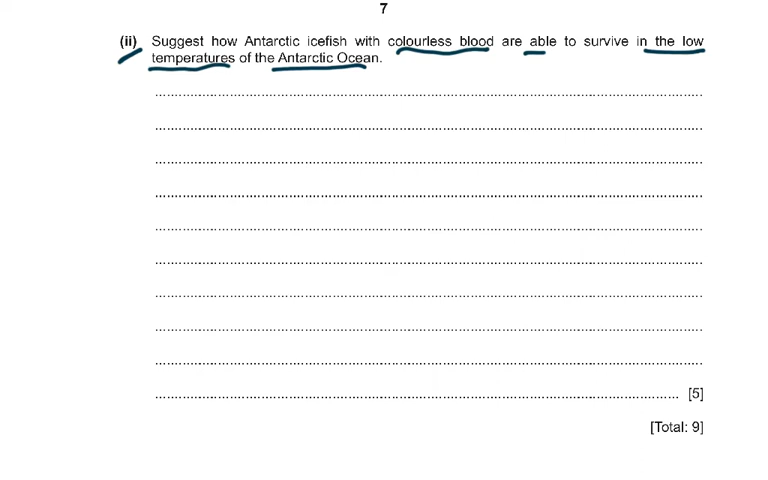 7
(ii) Suggest how Antarctic icefish with colourless blood are able to survive in the low
temperatures of the Antarctic Ocean.
[5]
[Total: 9]